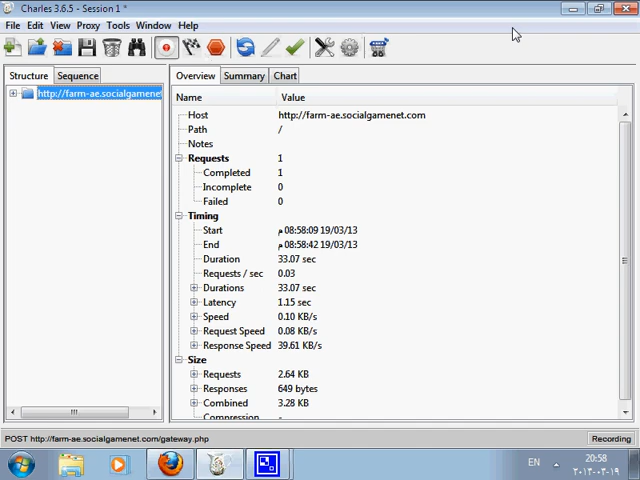 Charles 3.6.5 - Session 1 *
File Edit View Proxy Tools Window Help
Structure Sequence
http://farm-ae.socialgamenet
Overview Summary Chart
Name Value
Host http://farm-ae.socialgamenet.com
Path /
Notes
Requests 1
Completed 1
Incomplete 0
Failed 0
Timing
Start م 08:58:09 19/03/13
End م 08:58:42 19/03/13
Duration 33.07 sec
Requests / sec 0.03
Durations 33.07 sec
Latency 1.15 sec
Speed 0.10 KB/s
Request Speed 0.08 KB/s
Response Speed 39.61 KB/s
Size
Requests 2.64 KB
Responses 649 bytes
Combined 3.28 KB
Compression -
POST http://farm-ae.socialgamenet.com/gateway.php Recording
EN 20:58
٢٠١٣-٠٣-١٩